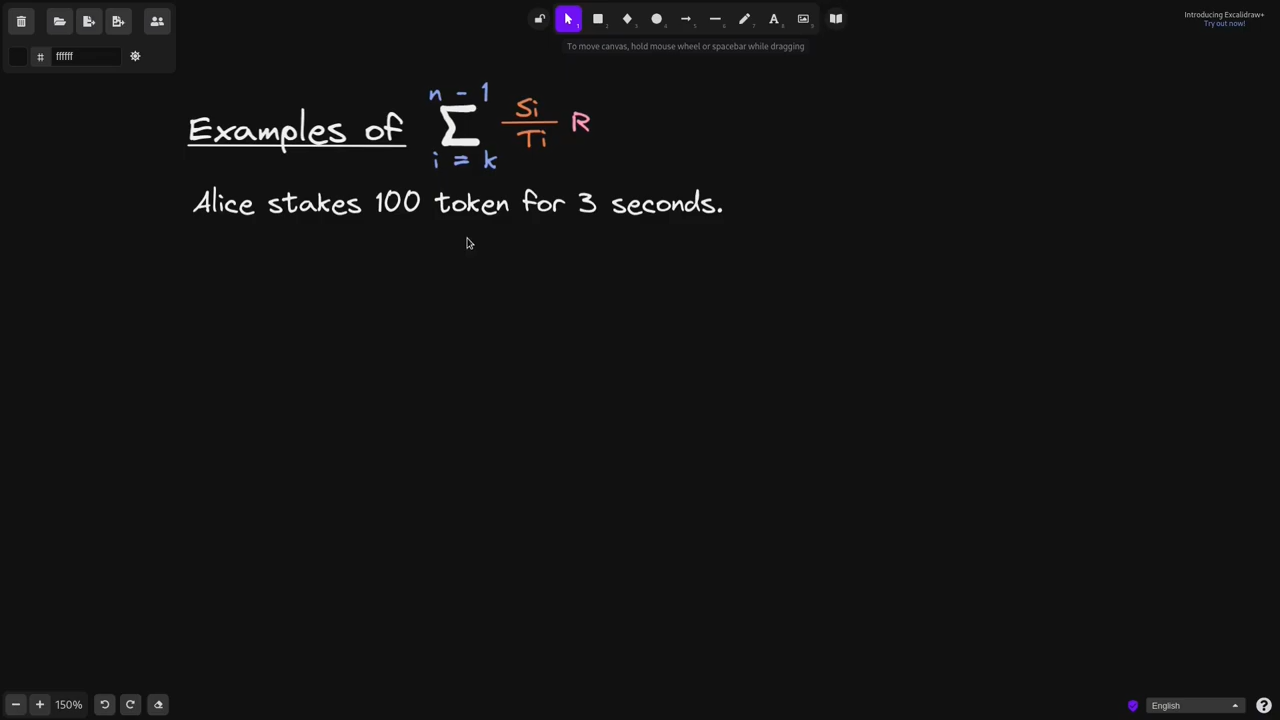 Introducing Excalidraw+
Try out now!
# ffffff
To move canvas, hold mouse wheel or spacebar while dragging
Examples of n - 1 Σ i = k Si / Ti R
Alice stakes 100 token for 3 seconds.
150%
English